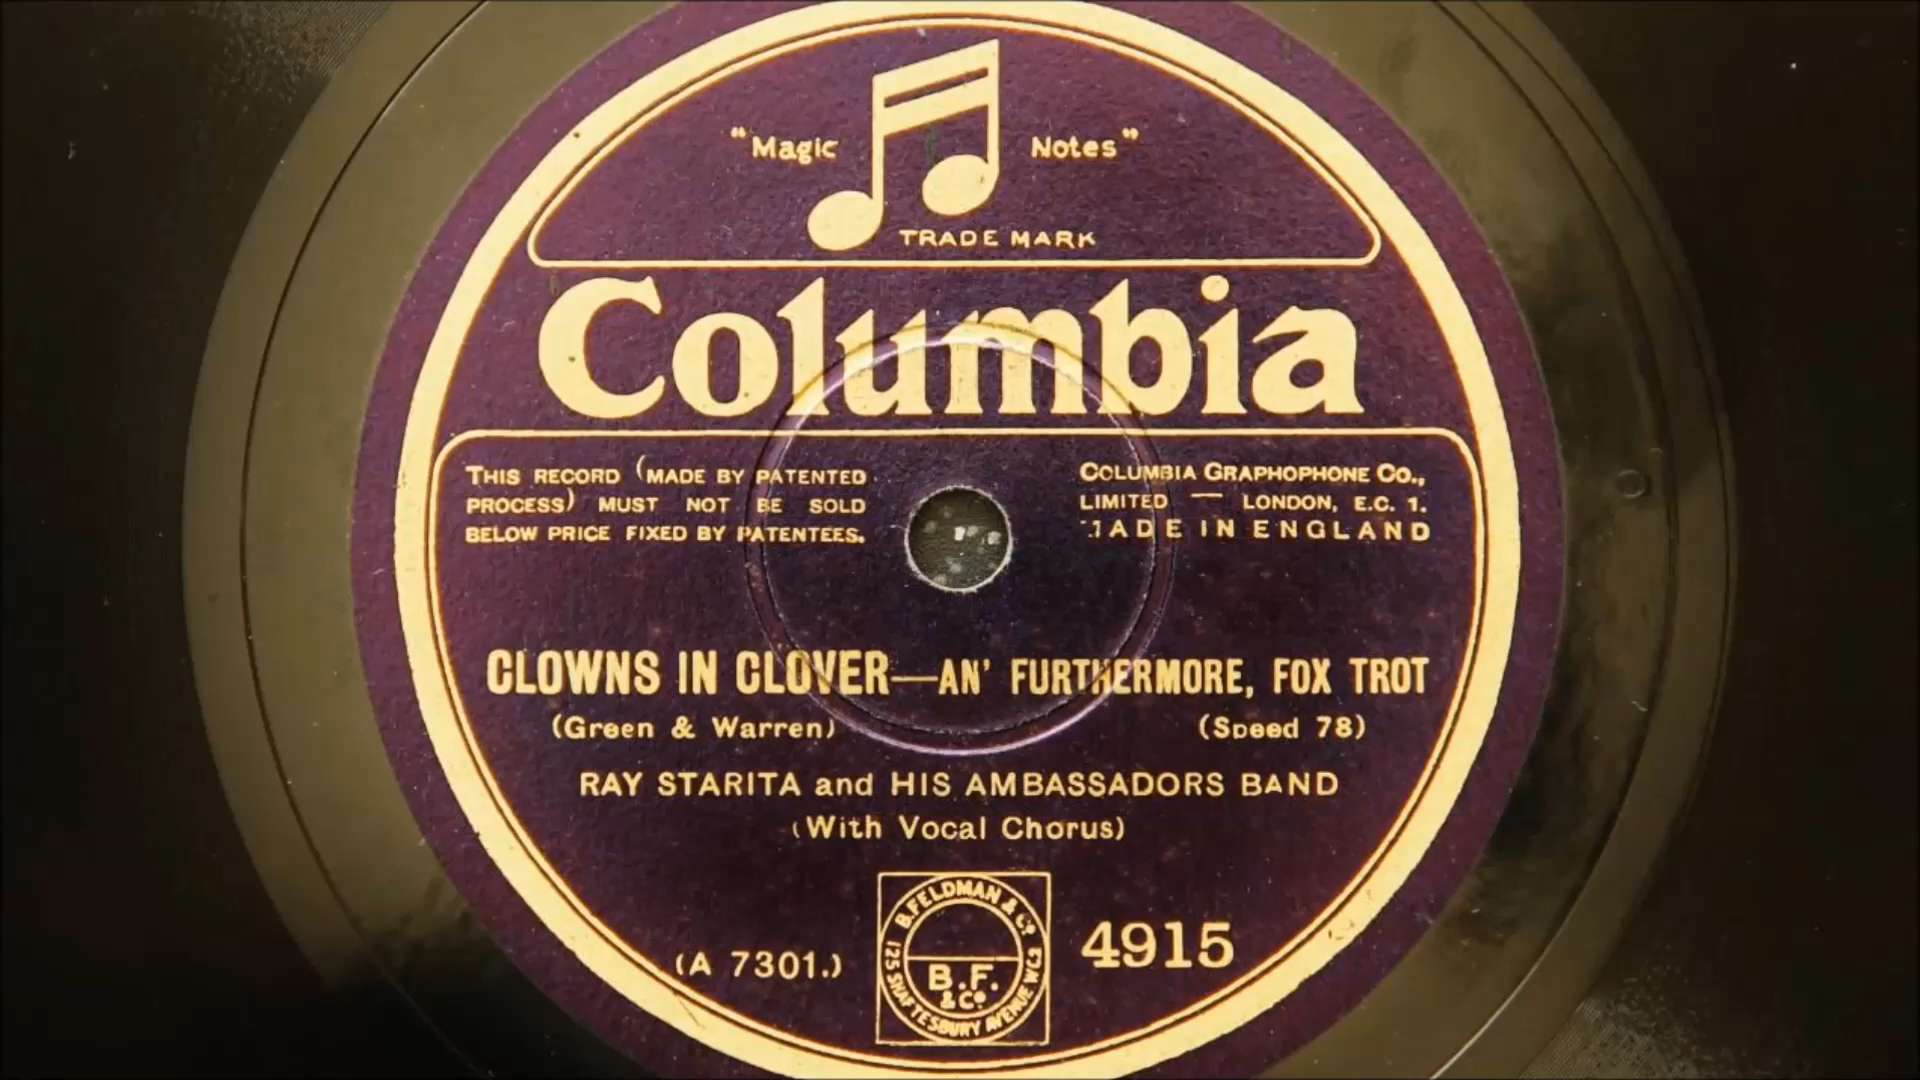 "Magic Notes"
TRADE MARK
Columbia
THIS RECORD (MADE BY PATENTED
PROCESS) MUST NOT BE SOLD
BELOW PRICE FIXED BY PATENTEES.
COLUMBIA GRAPHOPHONE CO.,
LIMITED — LONDON, E.C. 1.
MADE IN ENGLAND
CLOWNS IN CLOVER—AN' FURTHERMORE, FOX TROT
(Green & Warren) (Speed 78)
RAY STARITA and HIS AMBASSADORS BAND
(With Vocal Chorus)
(A 7301.)
B. FELDMAN & Co.
B.F.
& Co.
125 SHAFTESBURY AVENUE WC2
4915